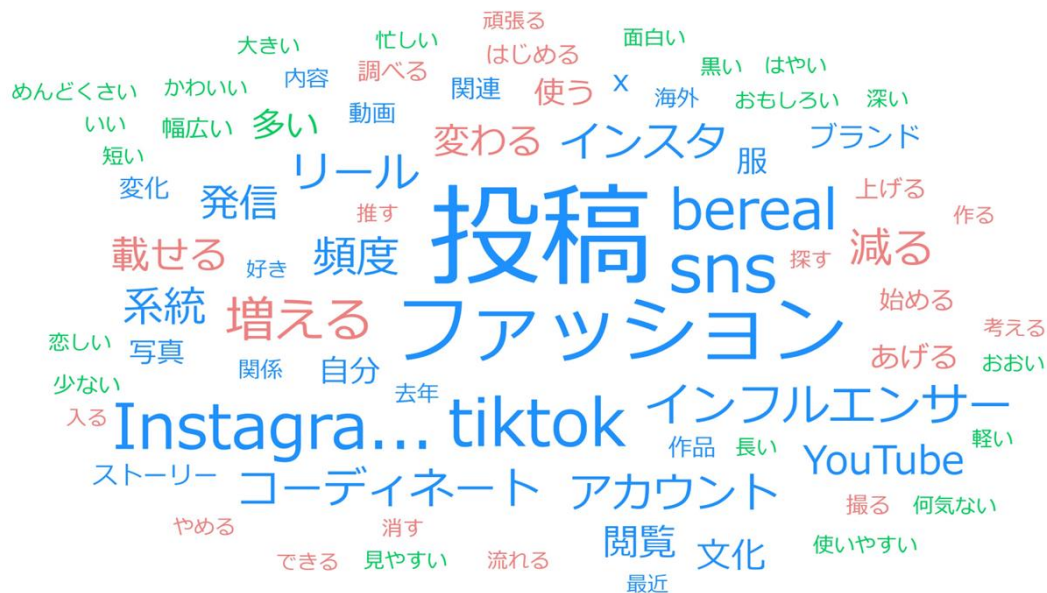 頑張る
大きい 忙しい はじめる 面白い
めんどくさい かわいい 内容 調べる 関連 使う x 海外 黒い はやい
いい 幅広い 多い 動画 変わる インスタ おもしろい 深い
短い 変化 発信 リール 服 ブランド
載せる 好き 推す 頻度 投稿 bereal 上げる 作る
系統 増える sns 探す 減る
恋しい 写真 関係 自分 ファッション 始める 考える
少ない 去年 あげる おおい
入る Instagra... tiktok インフルエンサー
ストーリー コーディネート アカウント 作品 長い YouTube 軽い
やめる 消す 撮る 何気ない
できる 見やすい 流れる 閲覧 文化 使いやすい
最近